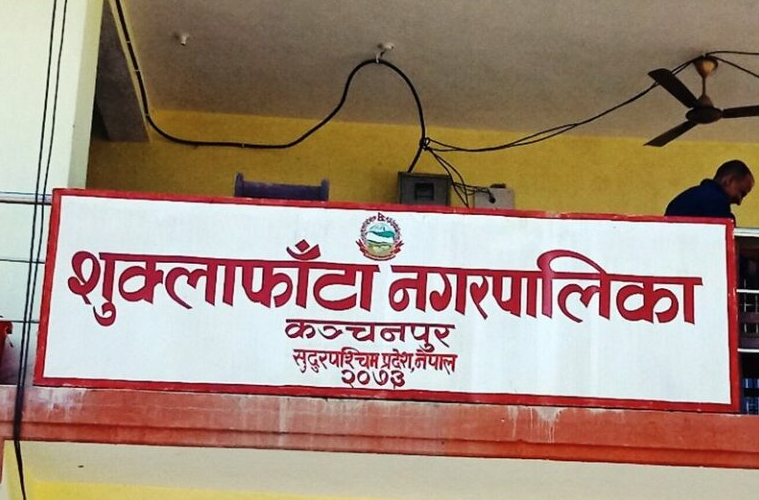 शुक्लाफाँटा नगरपालिका
कञ्चनपुर
सुदुरपश्चिम प्रदेश, नेपाल
२०७३